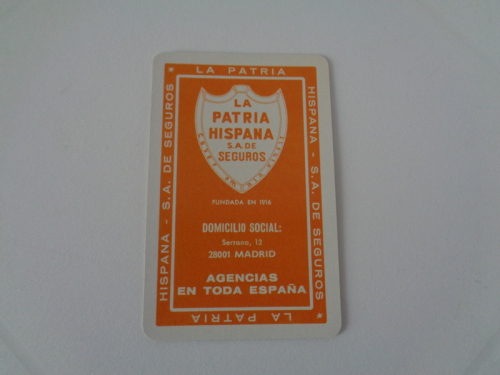 * LA PATRIA
HISPANA - S.A. DE SEGUROS
LA
PATRIA
HISPANA
S.A. DE
SEGUROS
FUNDADA EN 1916
DOMICILIO SOCIAL:
Serrano, 12
28001 MADRID
AGENCIAS
EN TODA ESPAÑA
* LA PATRIA
HISPANA - S.A. DE SEGUROS